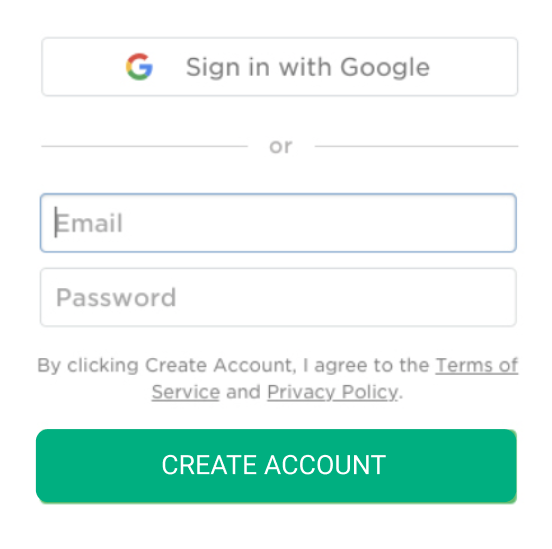 Sign in with Google
or
Email
Password
By clicking Create Account, I agree to the Terms of
Service and Privacy Policy.
CREATE ACCOUNT